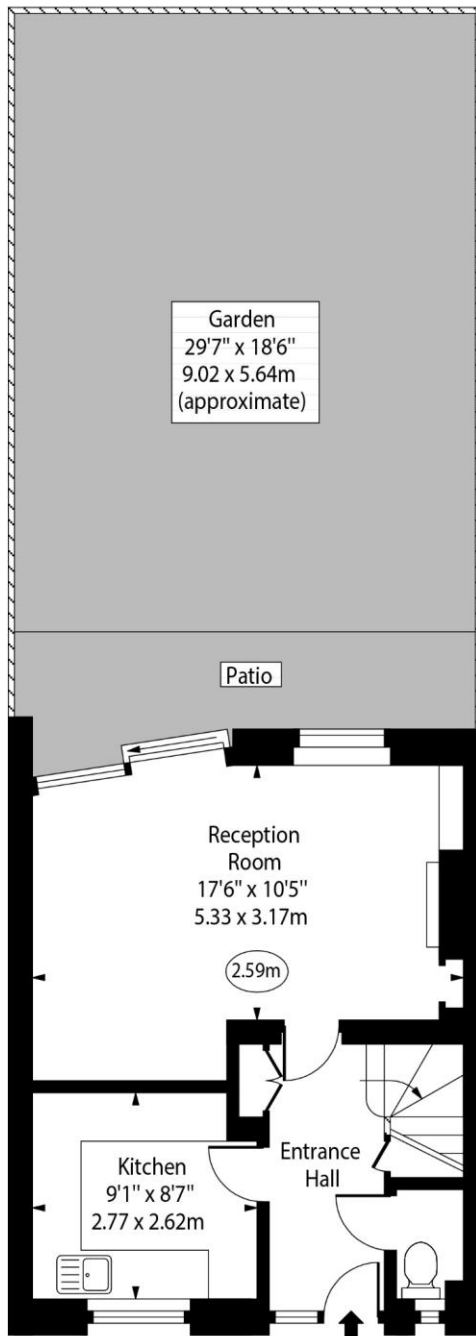 Garden
29'7" x 18'6"
9.02 x 5.64m
(approximate)
Patio
Reception
Room
17'6" x 10'5"
5.33 x 3.17m
2.59m
Kitchen
9'1" x 8'7"
2.77 x 2.62m
Entrance
Hall